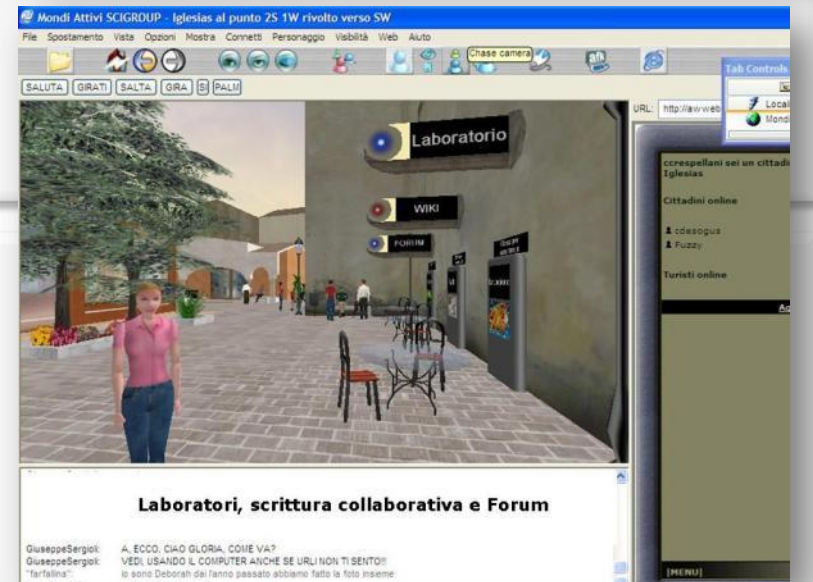 Mondi Attivi SCIGROUP - Iglesias al punto 2S 1W rivolto verso SW
File Spostamento Vista Opzioni Mostra Connetti Personaggio Visibilità Web Aiuto
Chase camera
Tab Controls
SALUTA GIRATI SALTA GIRA SI PALM
URL: http://aw-web
Locali
Mondi
Laboratorio
WIKI
FORUM
ccrespellani sei un cittadi
Iglesias
Cittadini online
cdesogus
Fuzzy
Turisti online
[MENU]
Laboratori, scrittura collaborativa e Forum
GiuseppeSergioli: A, ECCO, CIAO GLORIA, COME VA?
GiuseppeSergioli: VEDI, USANDO IL COMPUTER ANCHE SE URLI NON TI SENTO!!!
"farfallina": io sono Deborah dall'anno passato abbiamo fatto la foto insieme